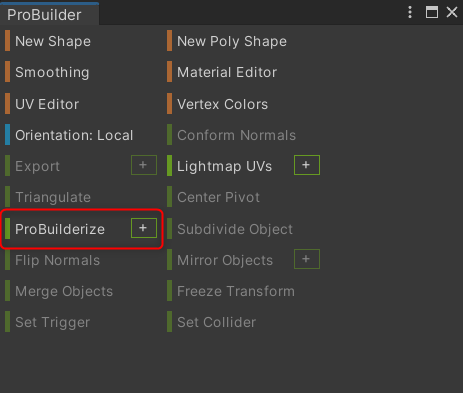 ProBuilder
New Shape New Poly Shape
Smoothing Material Editor
UV Editor Vertex Colors
Orientation: Local Conform Normals
Export + Lightmap UVs +
Triangulate Center Pivot
ProBuilderize + Subdivide Object
Flip Normals Mirror Objects +
Merge Objects Freeze Transform
Set Trigger Set Collider